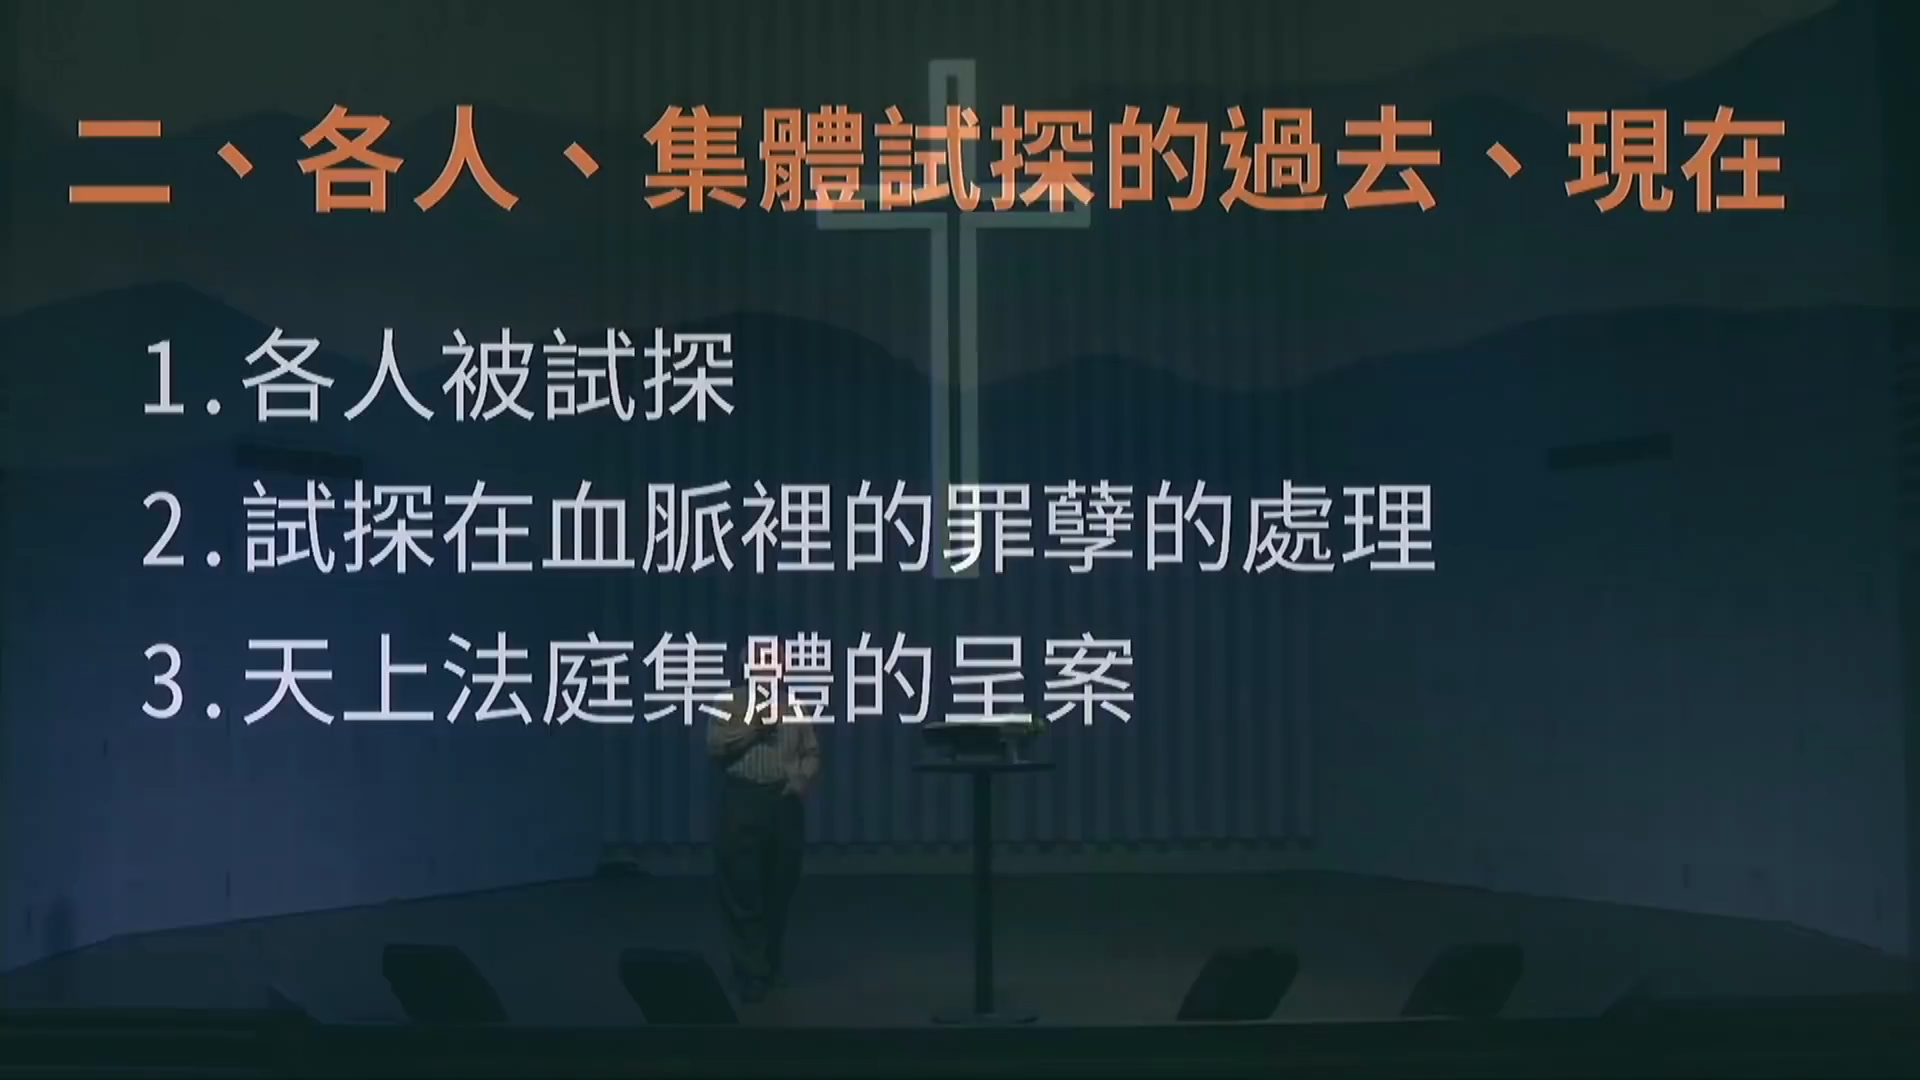 二、各人、集體試探的過去、現在
1.各人被試探
2.試探在血脈裡的罪孽的處理
3.天上法庭集體的呈案